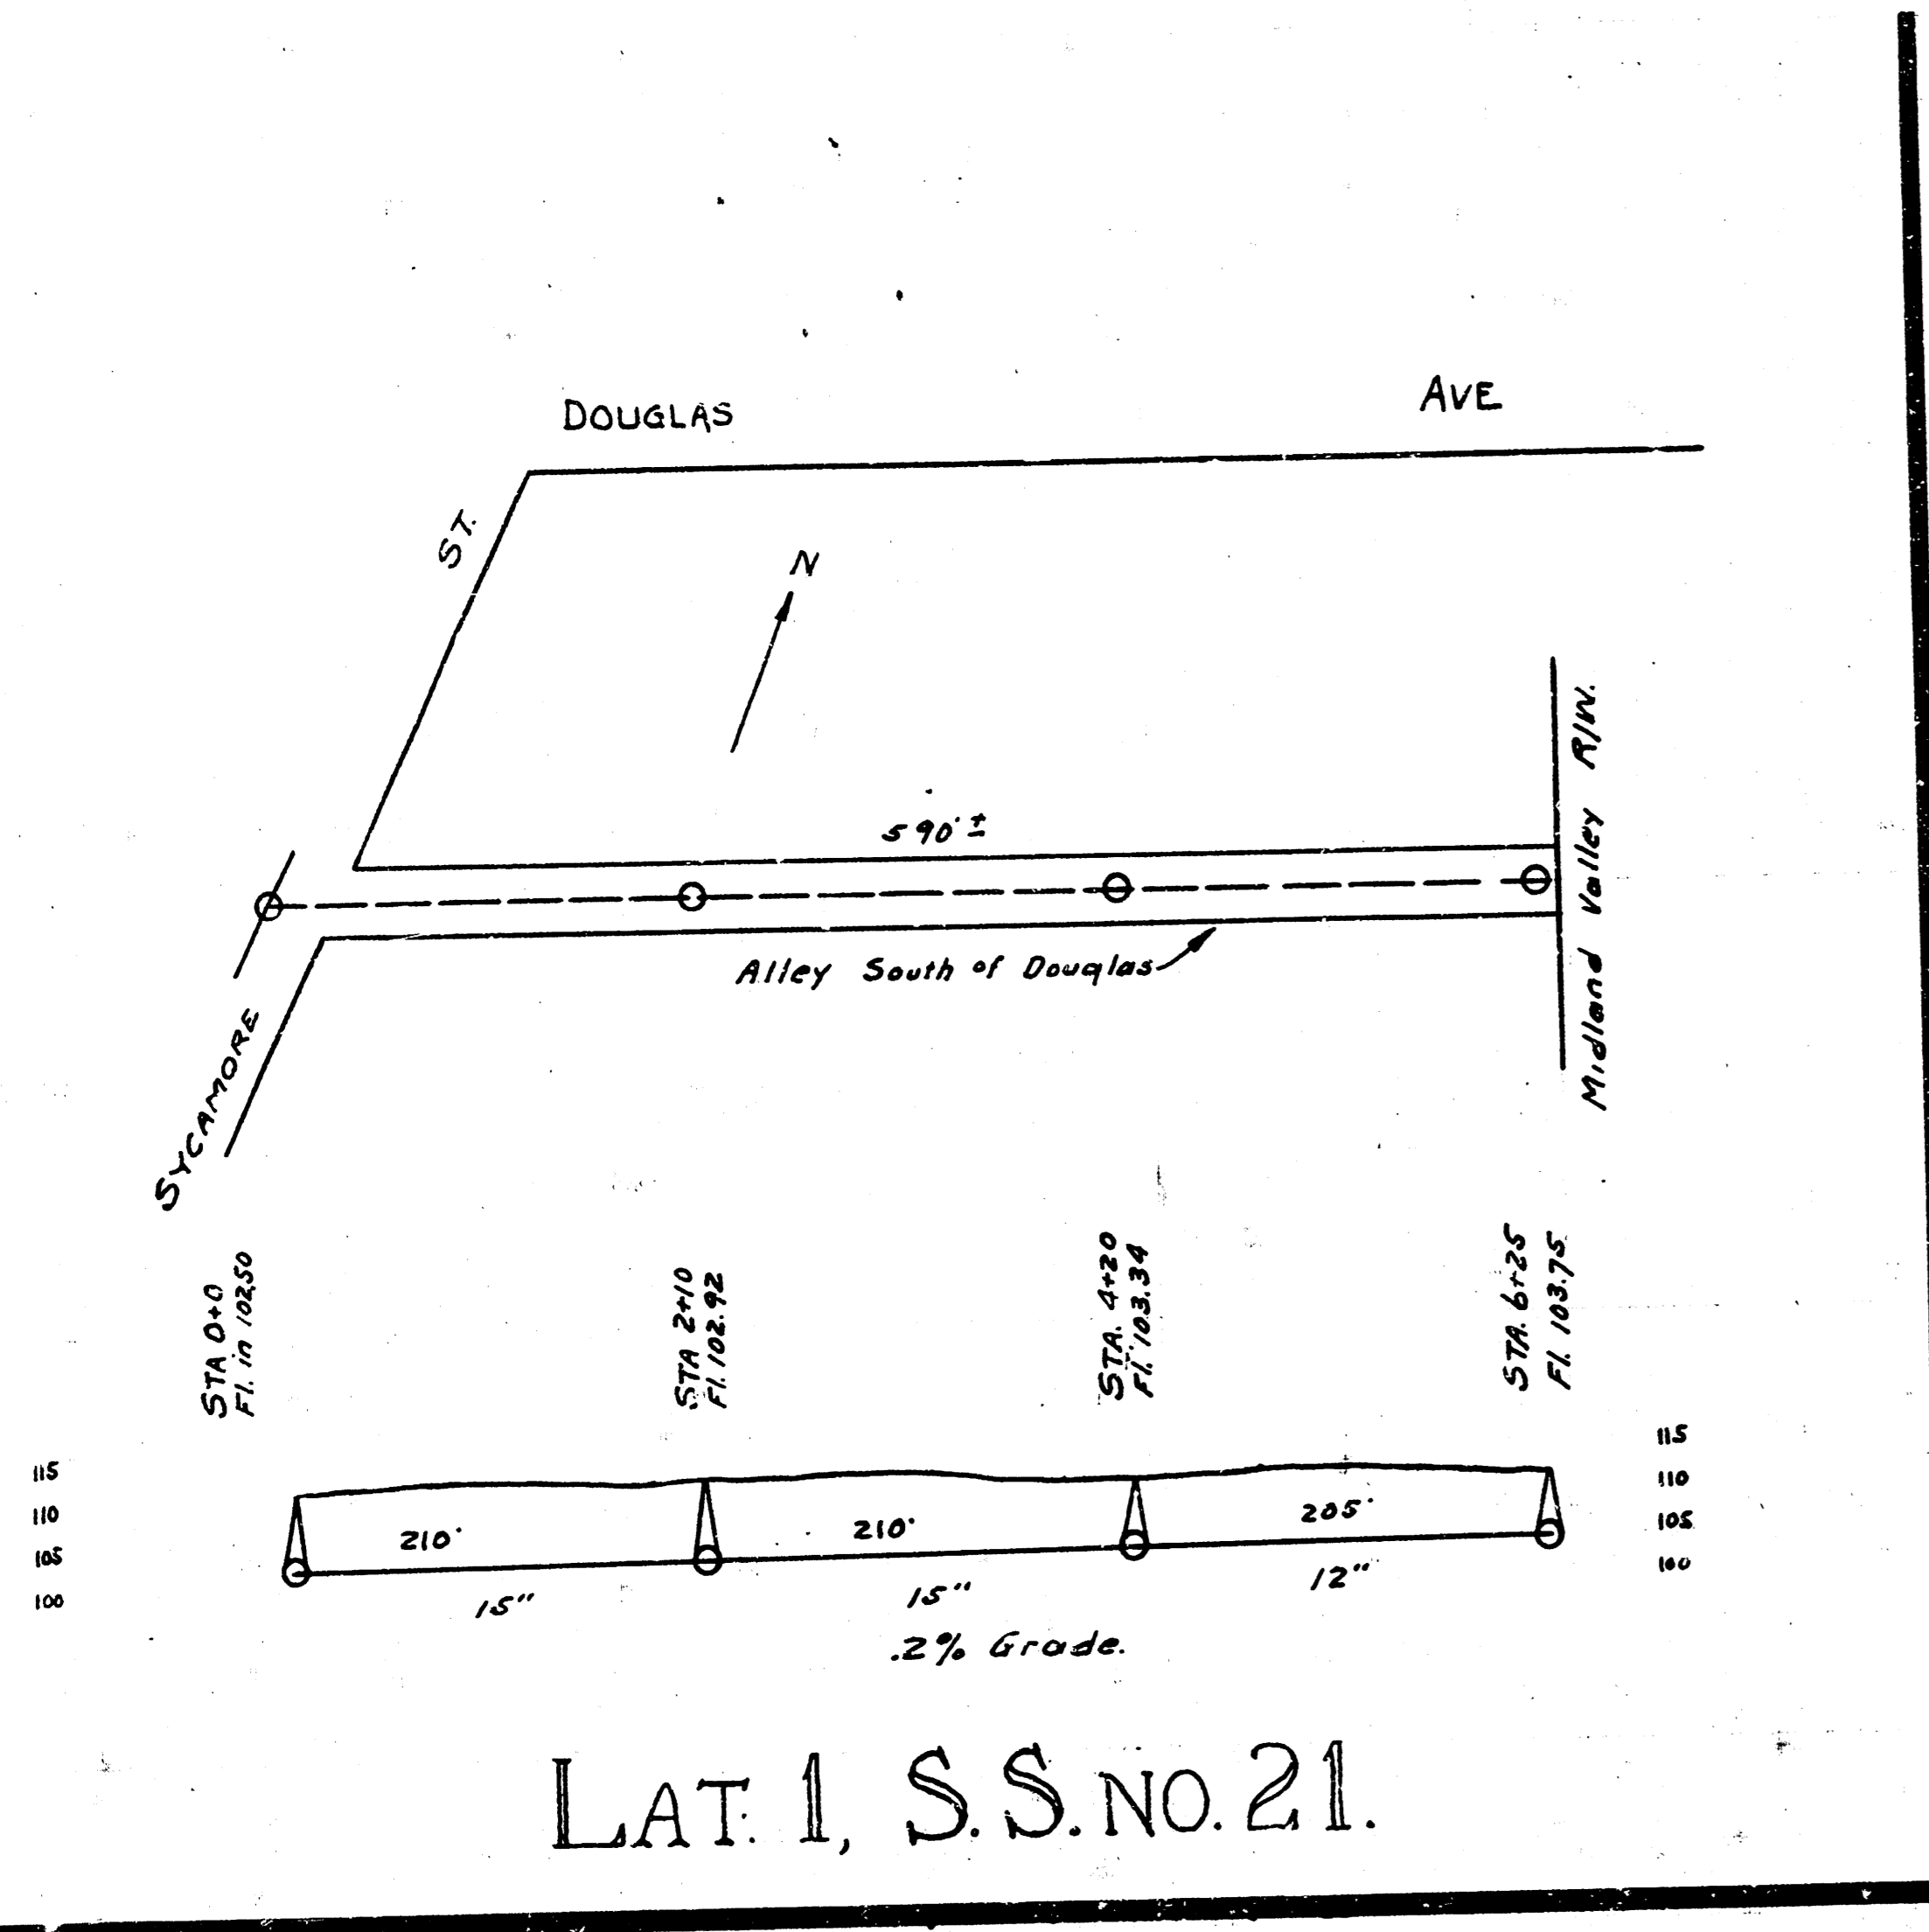 DOUGLAS AVE
ST.
N
590'±
Alley South of Douglas
Midland Valley R/W.
SYCAMORE
STA 0+0
Fl. in 102.50
STA 2+10
Fl. 102.92
STA. 4+20
Fl. 103.34
STA. 6+25
Fl. 103.75
115
110
105
100
115
110
105
100
210'
210'
205'
15"
15"
12"
.2% Grade.
LAT. 1, S.S. NO. 21.